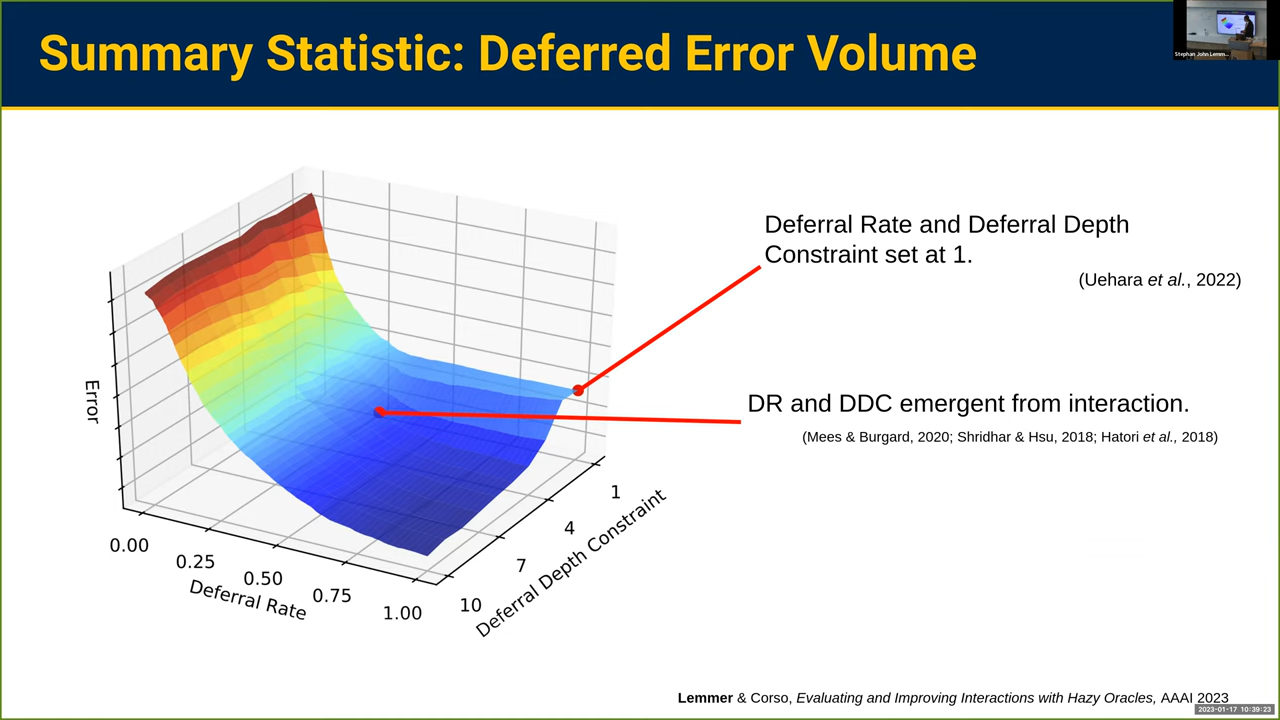 Summary Statistic: Deferred Error Volume
Stephan John Lemm...
Deferral Rate and Deferral Depth
Constraint set at 1.
(Uehara et al., 2022)
DR and DDC emergent from interaction.
(Mees & Burgard, 2020; Shridhar & Hsu, 2018; Hatori et al., 2018)
Error
0.00
0.25
0.50
0.75
1.00
Deferral Rate
1
4
7
10
Deferral Depth Constraint
Lemmer & Corso, Evaluating and Improving Interactions with Hazy Oracles, AAAI 2023
2023-01-17 10:39:23